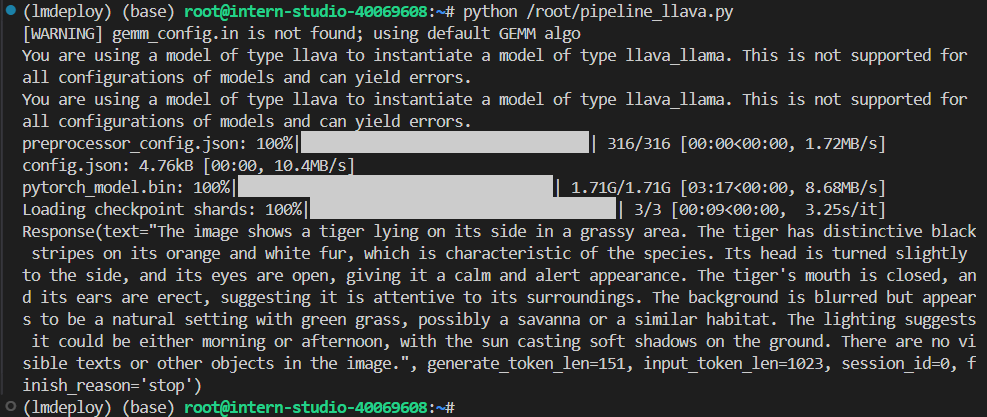 (lmdeploy) (base) root@intern-studio-40069608:~# python /root/pipeline_llava.py
[WARNING] gemm_config.in is not found; using default GEMM algo
You are using a model of type llava to instantiate a model of type llava_llama. This is not supported for
all configurations of models and can yield errors.
You are using a model of type llava to instantiate a model of type llava_llama. This is not supported for
all configurations of models and can yield errors.
preprocessor_config.json: 100%| | 316/316 [00:00<00:00, 1.72MB/s]
config.json: 4.76kB [00:00, 10.4MB/s]
pytorch_model.bin: 100%| | 1.71G/1.71G [03:17<00:00, 8.68MB/s]
Loading checkpoint shards: 100%| | 3/3 [00:09<00:00,  3.25s/it]
Response(text="The image shows a tiger lying on its side in a grassy area. The tiger has distinctive black
 stripes on its orange and white fur, which is characteristic of the species. Its head is turned slightly
to the side, and its eyes are open, giving it a calm and alert appearance. The tiger's mouth is closed, an
d its ears are erect, suggesting it is attentive to its surroundings. The background is blurred but appear
s to be a natural setting with green grass, possibly a savanna or a similar habitat. The lighting suggests
 it could be either morning or afternoon, with the sun casting soft shadows on the ground. There are no vi
sible texts or other objects in the image.", generate_token_len=151, input_token_len=1023, session_id=0, f
inish_reason='stop')
(lmdeploy) (base) root@intern-studio-40069608:~#